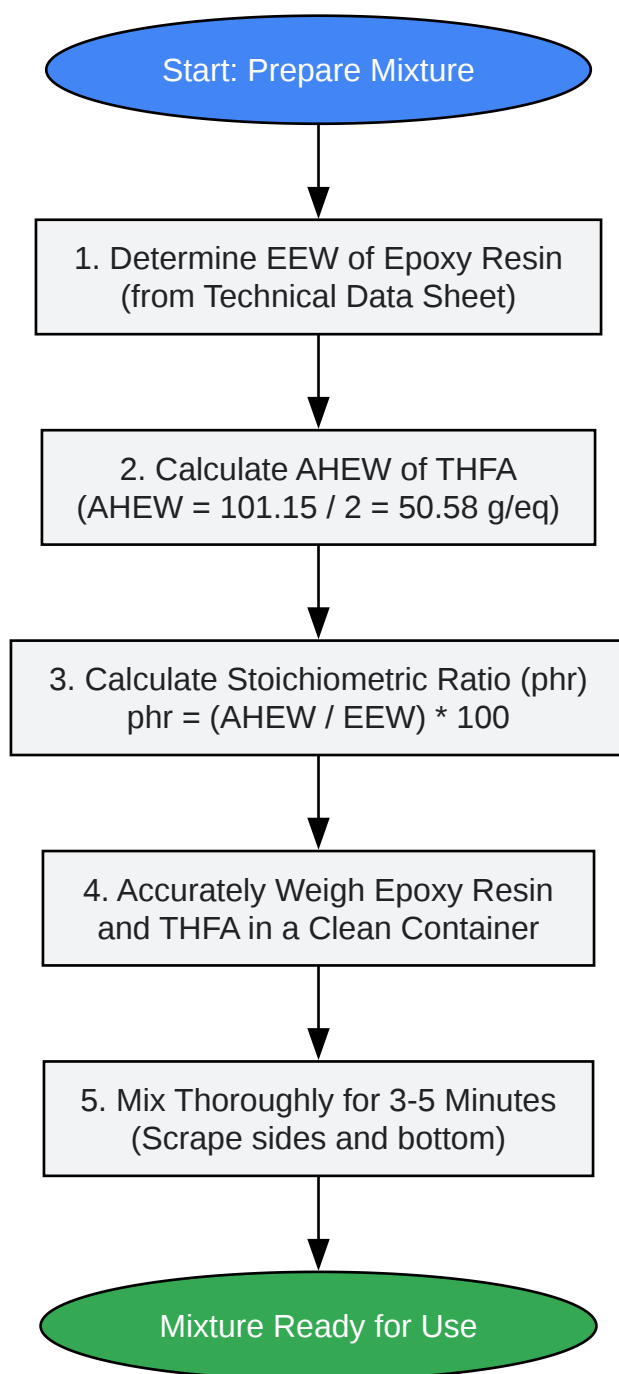 Start: Prepare Mixture
1. Determine EEW of Epoxy Resin
(from Technical Data Sheet)
2. Calculate AHEW of THFA
(AHEW = 101.15 / 2 = 50.58 g/eq)
3. Calculate Stoichiometric Ratio (phr)
phr = (AHEW / EEW) * 100
4. Accurately Weigh Epoxy Resin
and THFA in a Clean Container
5. Mix Thoroughly for 3-5 Minutes
(Scrape sides and bottom)
Mixture Ready for Use